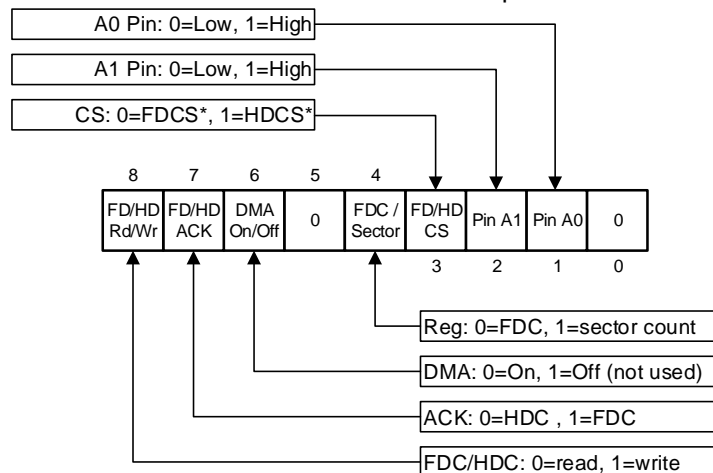 A0 Pin: 0=Low, 1=High
A1 Pin: 0=Low, 1=High
CS: 0=FDCS*, 1=HDCS*
8 7 6 5 4
FD/HD Rd/Wr
FD/HD ACK
DMA On/Off
0
FDC / Sector
FD/HD CS
Pin A1
Pin A0
0
3 2 1 0
Reg: 0=FDC, 1=sector count
DMA: 0=On, 1=Off (not used)
ACK: 0=HDC , 1=FDC
FDC/HDC: 0=read, 1=write